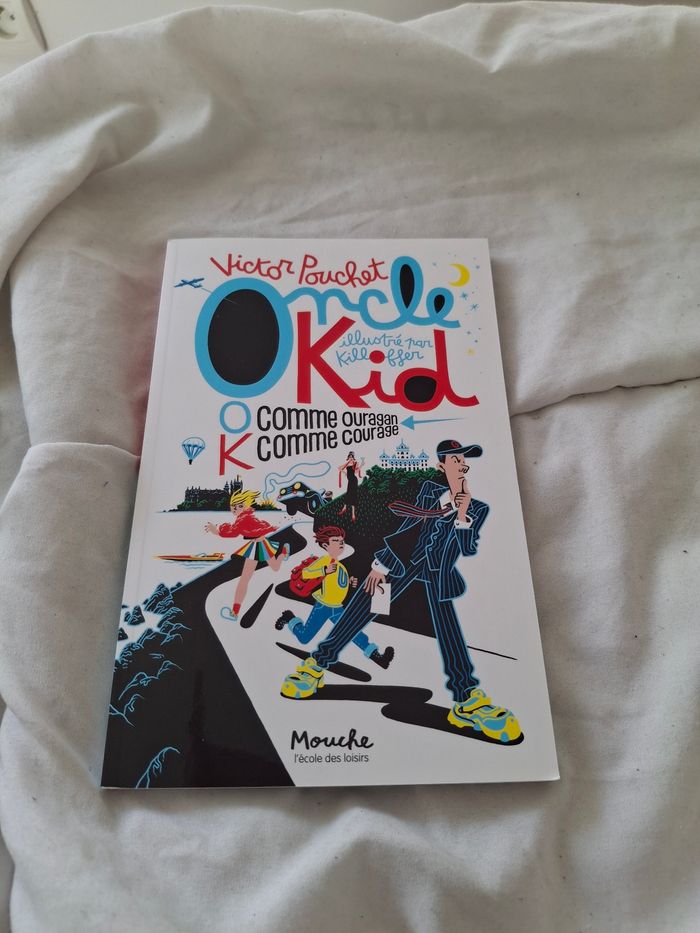 Victor Pouchet
Oncle
illustré par
Killoffer
Kid
O comme ouragan
K comme courage
Mouche
l'école des loisirs